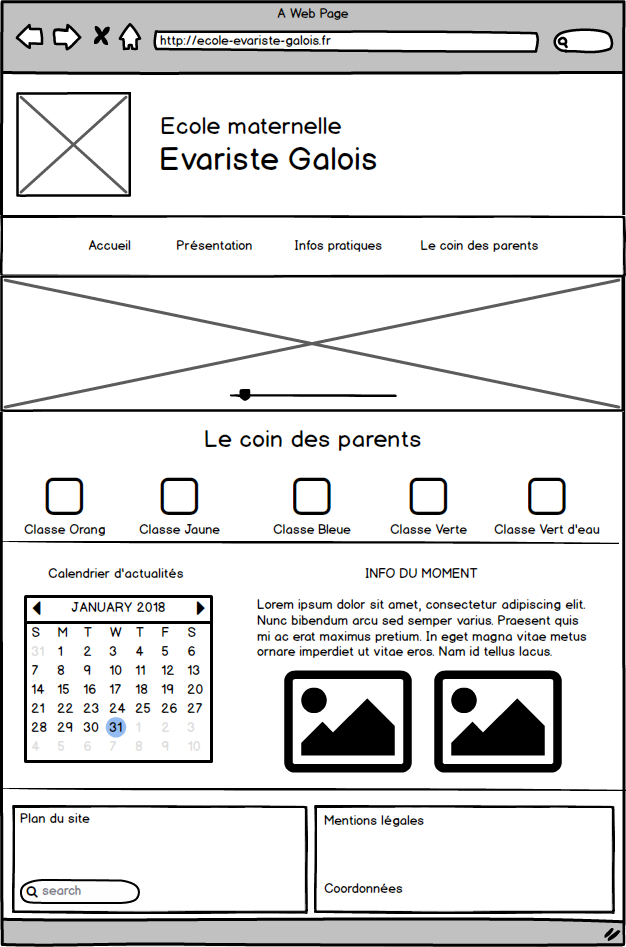 A Web Page
http://ecole-evariste-galois.fr
Ecole maternelle
Evariste Galois
Accueil Présentation Infos pratiques Le coin des parents
Le coin des parents
Classe Orang Classe Jaune Classe Bleue Classe Verte Classe Vert d'eau
Calendrier d'actualités
JANUARY 2018
S M T W T F S
31 1 2 3 4 5 6
7 8 9 10 11 12 13
14 15 16 17 18 19 20
21 22 23 24 25 26 27
28 29 30 31 1 2 3
4 5 6 7 8 9 10
INFO DU MOMENT
Lorem ipsum dolor sit amet, consectetur adipiscing elit.
Nunc bibendum arcu sed semper varius. Praesent quis
mi ac erat maximus pretium. In eget magna vitae metus
ornare imperdiet ut vitae eros. Nam id tellus lacus.
Plan du site
search
Mentions légales
Coordonnées